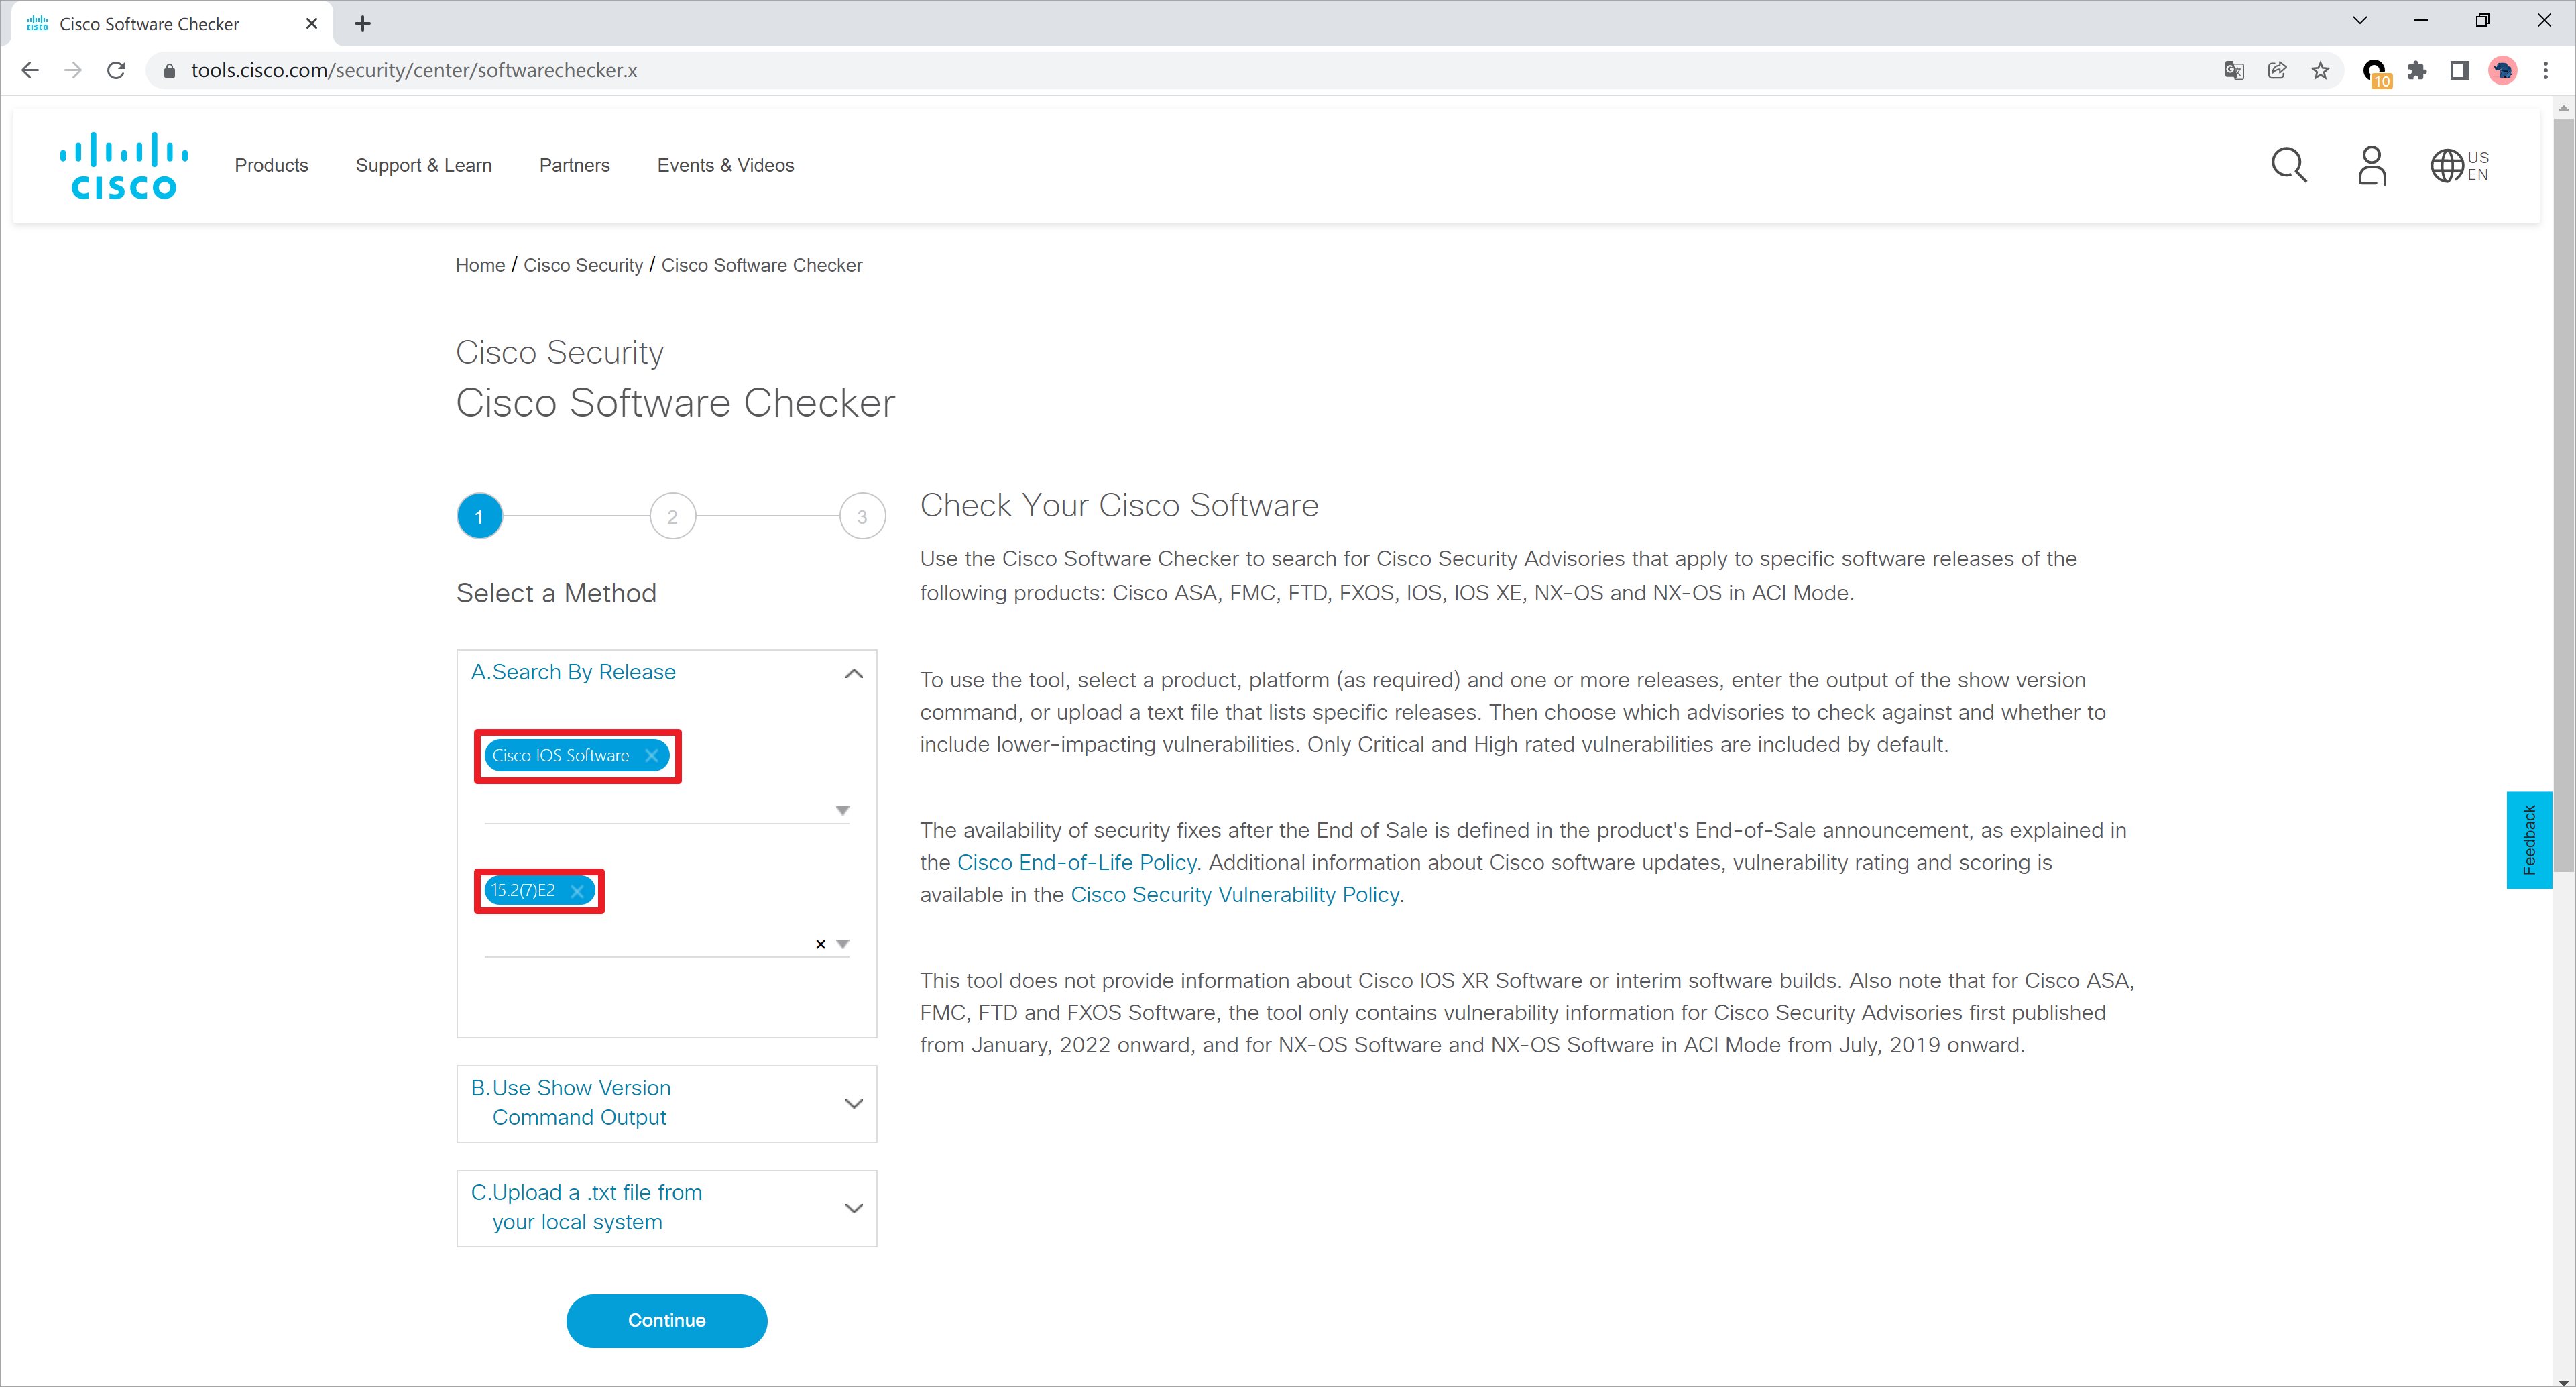 Cisco Software Checker
tools.cisco.com/security/center/softwarechecker.x
10
CISCO
Products
Support & Learn
Partners
Events & Videos
US
EN
Home / Cisco Security / Cisco Software Checker
Cisco Security
Cisco Software Checker
1
2
3
Select a Method
A.Search By Release
Cisco IOS Software
15.2(7)E2
B.Use Show Version
Command Output
C.Upload a .txt file from
your local system
Continue
Check Your Cisco Software
Use the Cisco Software Checker to search for Cisco Security Advisories that apply to specific software releases of the
following products: Cisco ASA, FMC, FTD, FXOS, IOS, IOS XE, NX-OS and NX-OS in ACI Mode.
To use the tool, select a product, platform (as required) and one or more releases, enter the output of the show version
command, or upload a text file that lists specific releases. Then choose which advisories to check against and whether to
include lower-impacting vulnerabilities. Only Critical and High rated vulnerabilities are included by default.
The availability of security fixes after the End of Sale is defined in the product's End-of-Sale announcement, as explained in
the Cisco End-of-Life Policy. Additional information about Cisco software updates, vulnerability rating and scoring is
available in the Cisco Security Vulnerability Policy.
This tool does not provide information about Cisco IOS XR Software or interim software builds. Also note that for Cisco ASA,
FMC, FTD and FXOS Software, the tool only contains vulnerability information for Cisco Security Advisories first published
from January, 2022 onward, and for NX-OS Software and NX-OS Software in ACI Mode from July, 2019 onward.
Feedback